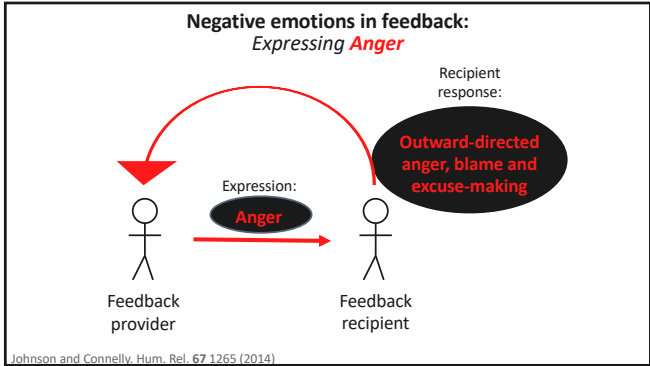 Negative emotions in feedback:
Expressing Anger
Recipient
response:
Outward-directed
anger, blame and
excuse-making
Expression:
Anger
Feedback
provider
Feedback
recipient
Johnson and Connelly. Hum. Rel. 67 1265 (2014)